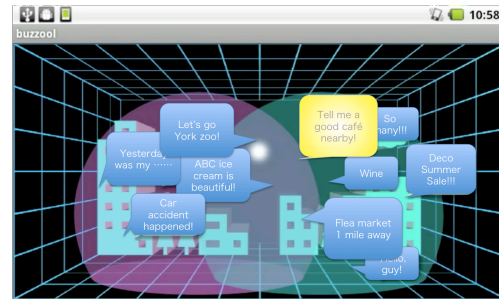 10:58
buzzool
Let's go
York zoo!
Tell me a
good café
nearby!
So
many!!!
Yesterday
was my ......
ABC ice
cream is
beautiful!
Wine
Deco
Summer
Sale!!!
Car
accident
happened!
Flea market
1 mile away
Hello,
guy!